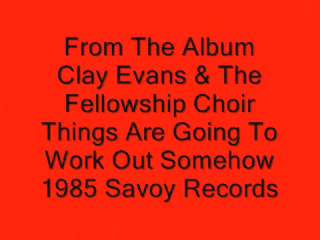 From The Album
Clay Evans & The
Fellowship Choir
Things Are Going To
Work Out Somehow
1985 Savoy Records